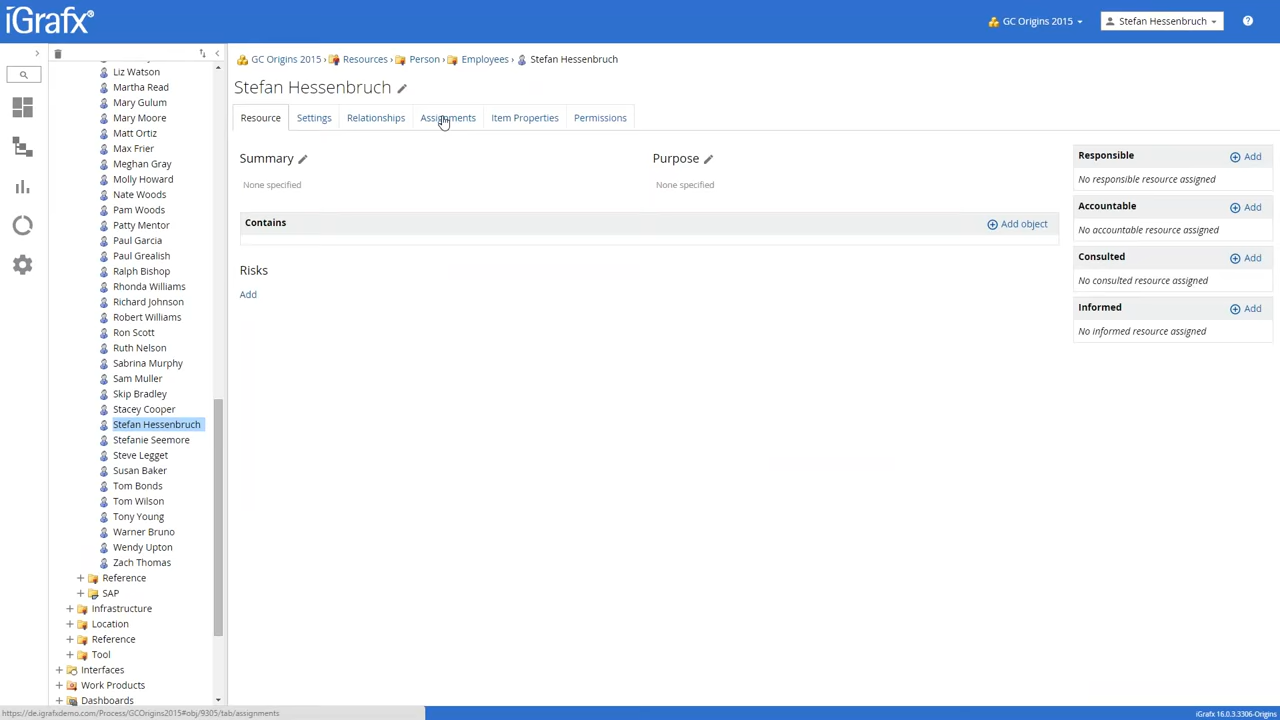 iGrafx®
GC Origins 2015
Stefan Hessenbruch
Liz Watson
Martha Read
Mary Gulum
Mary Moore
Matt Ortiz
Max Frier
Meghan Gray
Molly Howard
Nate Woods
Pam Woods
Patty Mentor
Paul Garcia
Paul Grealish
Ralph Bishop
Rhonda Williams
Richard Johnson
Robert Williams
Ron Scott
Ruth Nelson
Sabrina Murphy
Sam Muller
Skip Bradley
Stacey Cooper
Stefan Hessenbruch
Stefanie Seemore
Steve Legget
Susan Baker
Tom Bonds
Tom Wilson
Tony Young
Warner Bruno
Wendy Upton
Zach Thomas
Reference
SAP
Infrastructure
Location
Reference
Tool
Interfaces
Work Products
Dashboards
GC Origins 2015 › Resources › Person › Employees › Stefan Hessenbruch
Stefan Hessenbruch
Resource Settings Relationships Assignments Item Properties Permissions
Summary
None specified
Purpose
None specified
Contains
Add object
Risks
Add
Responsible Add
No responsible resource assigned
Accountable Add
No accountable resource assigned
Consulted Add
No consulted resource assigned
Informed Add
No informed resource assigned
https://de.igrafxdemo.com/Process/GCOrigins2015#obj/9305/tab/assignments
iGrafx 16.0.3.3306-Origins